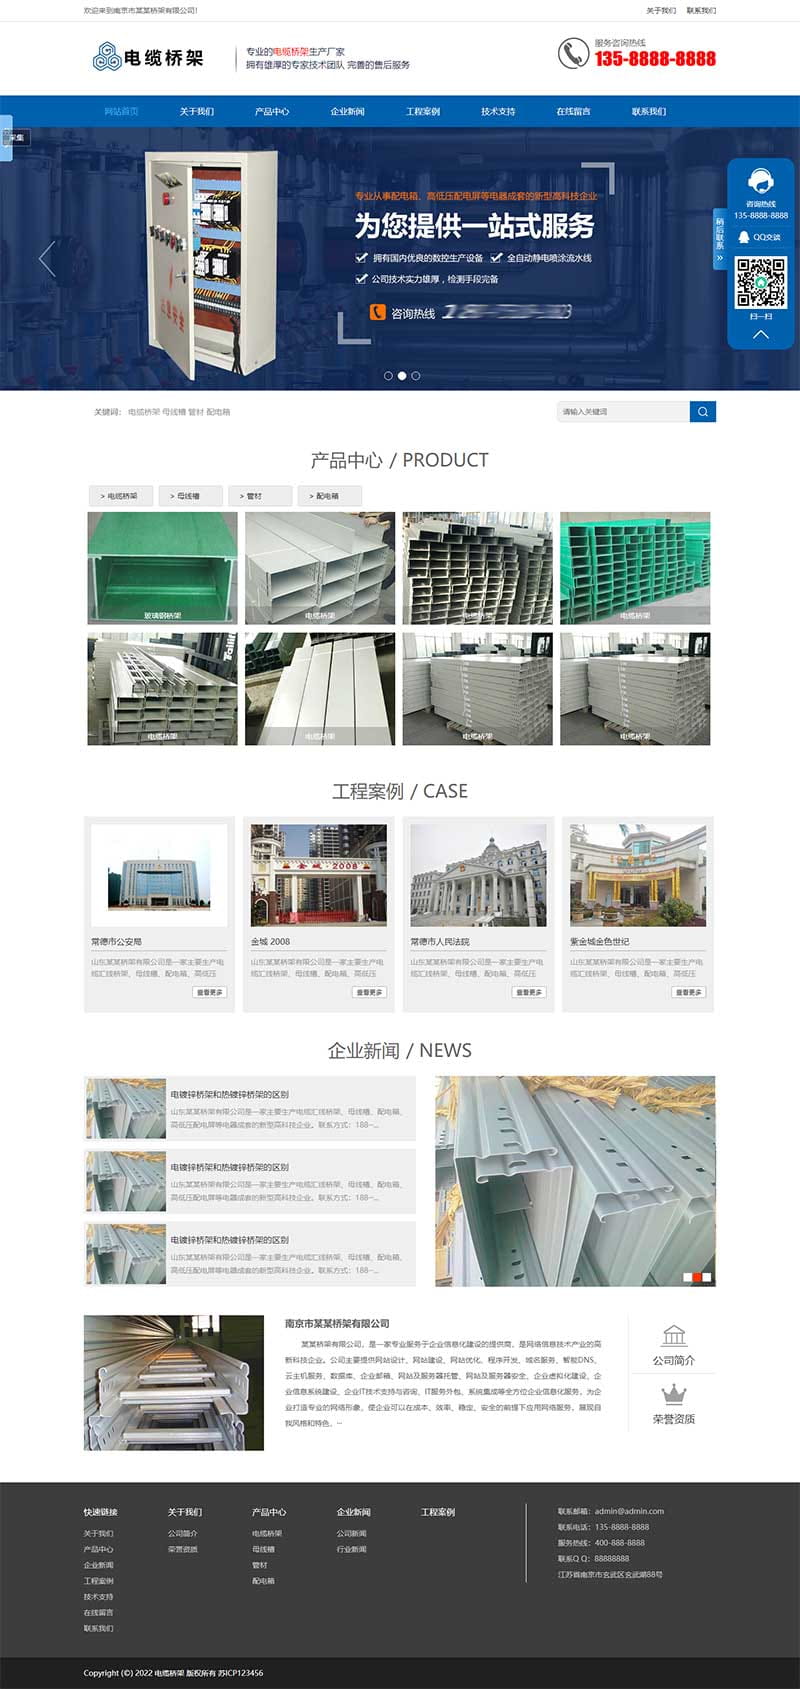 欢迎来到南京市某某桥架有限公司!
关于我们 联系我们
电缆桥架
专业的电缆桥架生产厂家
拥有雄厚的专家技术团队 完善的售后服务
服务咨询热线
135-8888-8888
网站首页 关于我们 产品中心 企业新闻 工程案例 技术支持 在线留言 联系我们
采集
专业从事配电箱、高低压配电屏等电器成套的新型高科技企业
为您提供一站式服务
拥有国内优良的数控生产设备 全自动静电喷涂流水线
公司技术实力雄厚，检测手段完备
咨询热线
咨询热线
135-8888-8888
QQ交谈
扫一扫
稍后联系
»
关键词： 电缆桥架 母线槽 管材 配电箱
请输入关键词
产品中心 / PRODUCT
> 电缆桥架 > 母线槽 > 管材 > 配电箱
玻璃钢桥架 电缆桥架 电缆桥架 电缆桥架
电缆桥架 电缆桥架 电缆桥架 电缆桥架
工程案例 / CASE
金城·2008
常德市公安局
山东某某桥架有限公司是一家主要生产电
缆汇线桥架、母线槽、配电箱、高低压
查看更多
金城 2008
山东某某桥架有限公司是一家主要生产电
缆汇线桥架、母线槽、配电箱、高低压
查看更多
常德市人民法院
山东某某桥架有限公司是一家主要生产电
缆汇线桥架、母线槽、配电箱、高低压
查看更多
紫金城金色世纪
山东某某桥架有限公司是一家主要生产电
缆汇线桥架、母线槽、配电箱、高低压
查看更多
企业新闻 / NEWS
电镀锌桥架和热镀锌桥架的区别
山东某某桥架有限公司是一家主要生产电缆汇线桥架、母线槽、配电箱、
高低压配电屏等电器成套的新型高科技企业。联系方式：188--...
电镀锌桥架和热镀锌桥架的区别
山东某某桥架有限公司是一家主要生产电缆汇线桥架、母线槽、配电箱、
高低压配电屏等电器成套的新型高科技企业。联系方式：188--...
电镀锌桥架和热镀锌桥架的区别
山东某某桥架有限公司是一家主要生产电缆汇线桥架、母线槽、配电箱、
高低压配电屏等电器成套的新型高科技企业。联系方式：188--...
南京市某某桥架有限公司
某某桥架有限公司，是一家专业服务于企业信息化建设的提供商，是网络信息技术产业的高
新科技企业。公司主要提供网站设计、网站建设、网站优化、程序开发、域名服务、智能DNS、
云主机服务、数据库、企业邮箱、网站及服务器托管、网站及服务器安全、企业虚拟化建设、企
业信息系统建设、企业IT技术支持与咨询、IT服务外包、系统集成等全方位企业信息化服务，为企
业打造专业的网络形象，使企业可以在成本、效率、稳定、安全的前提下应用网络服务，展现自
我风格和特色。···
公司简介
荣誉资质
快速链接
关于我们
产品中心
企业新闻
工程案例
技术支持
在线留言
联系我们
关于我们
公司简介
荣誉资质
产品中心
电缆桥架
母线槽
管材
配电箱
企业新闻
公司新闻
行业新闻
工程案例
联系邮箱：admin@admin.com
联系电话：135-8888-8888
服务热线：400-888-8888
联系Q Q：88888888
江苏省南京市玄武区玄武湖88号
Copyright (©) 2022 电缆桥架 版权所有 苏ICP123456